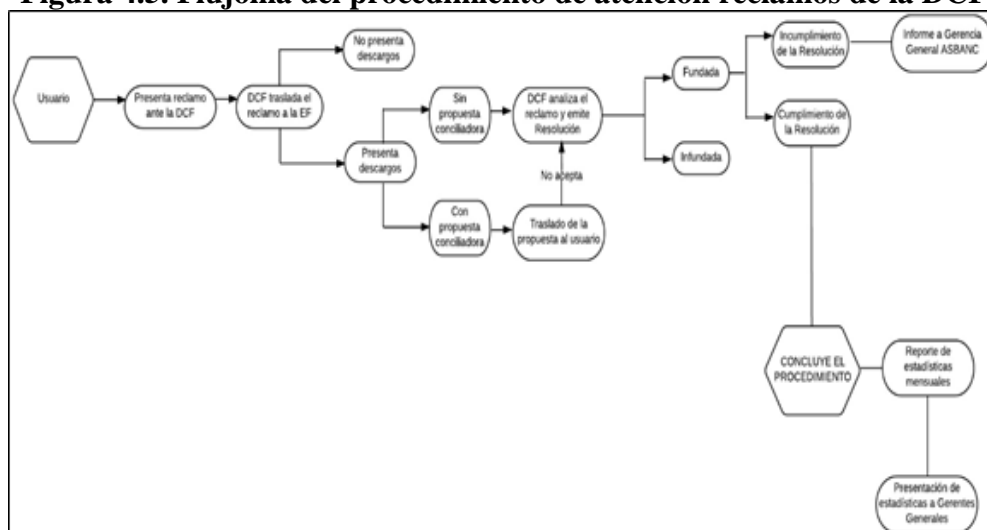 Figura 4.3. Flujoma del procedimiento de atención reclamos de la DCF
Usuario
Presenta reclamo
ante la DCF
DCF traslada el
reclamo a la EF
No presenta
descargos
Presenta
descargos
Sin
propuesta
conciliadora
Con
propuesta
conciliadora
DCF analiza el
reclamo y emite
Resolución
No acepta
Traslado de la
propuesta al usuario
Fundada
Infundada
Incumplimiento
de la Resolución
Cumplimiento de
la Resolución
Informe a Gerencia
General ASBANC
CONCLUYE EL
PROCEDIMIENTO
Reporte de
estadísticas
mensuales
Presentación de
estadísticas a Gerentes
Generales